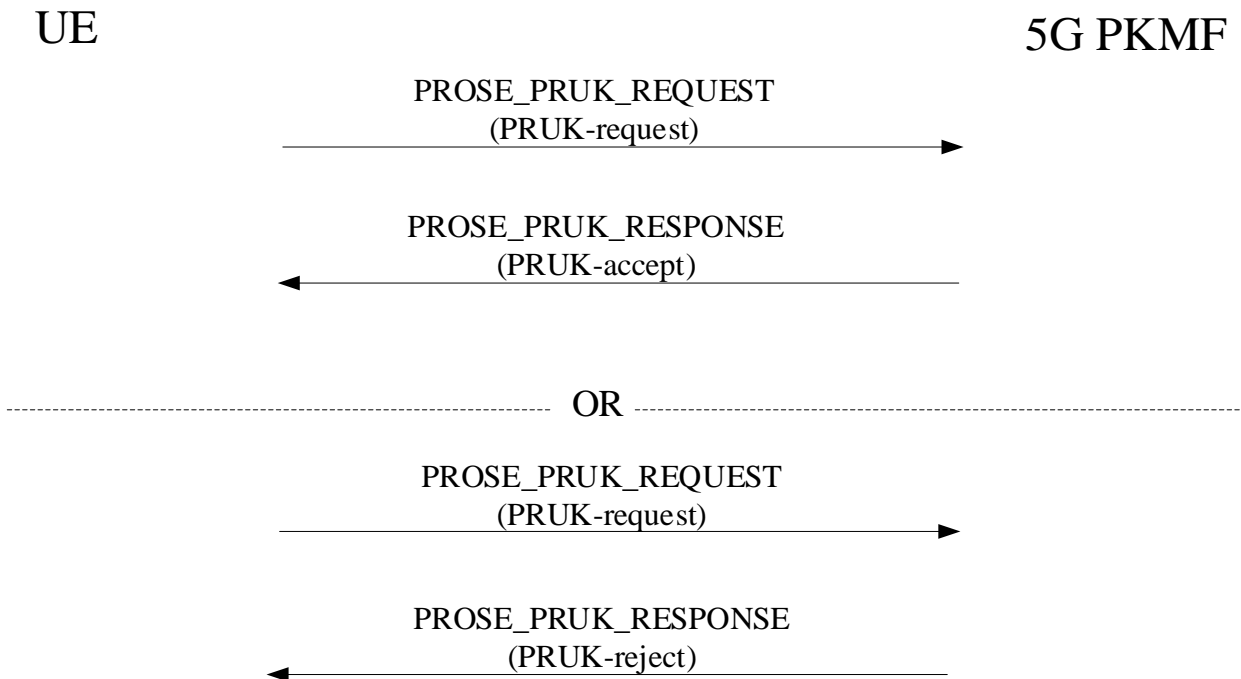 UE
5G PKMF
PROSE_PRUK_REQUEST
(PRUK-request)
PROSE_PRUK_RESPONSE
(PRUK-accept)
OR
PROSE_PRUK_REQUEST
(PRUK-request)
PROSE_PRUK_RESPONSE
(PRUK-reject)